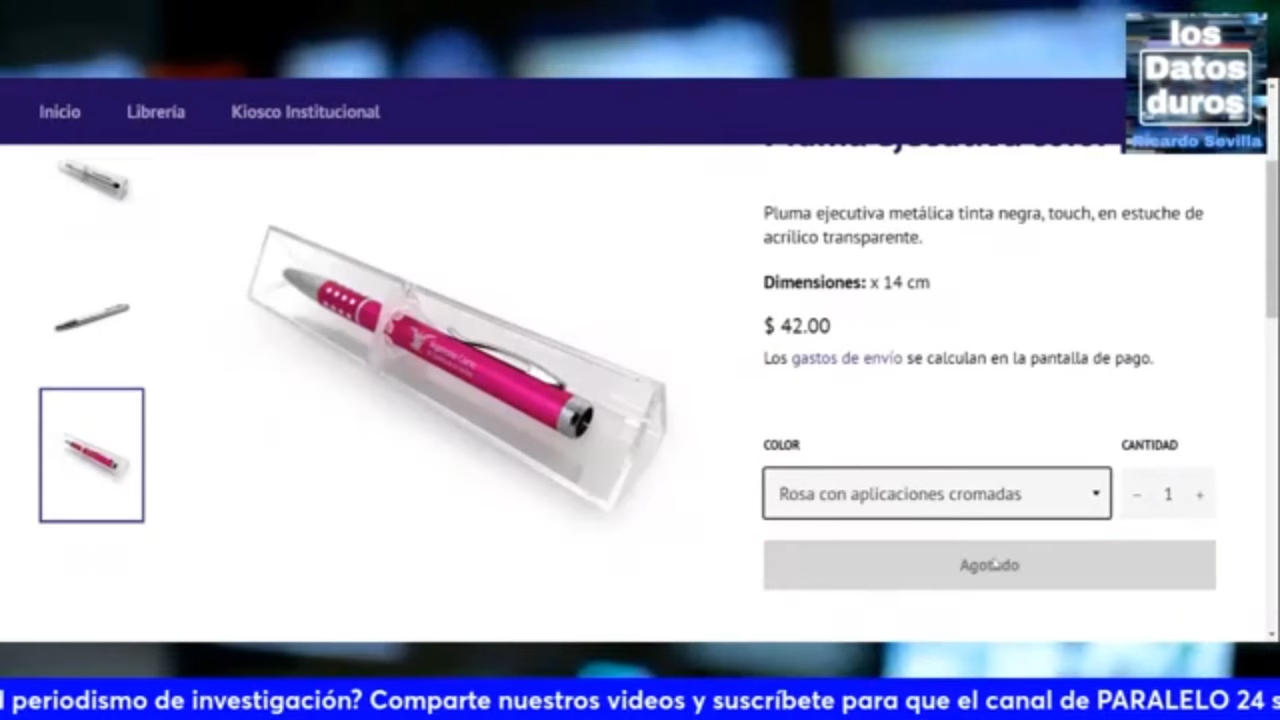 los
Datos
duros
Ricardo Sevilla
Inicio
Librería
Kiosco Institucional
Pluma ejecutiva color
Pluma ejecutiva metálica tinta negra, touch, en estuche de
acrílico transparente.
Dimensiones: x 14 cm
$ 42.00
Los gastos de envío se calculan en la pantalla de pago.
COLOR
CANTIDAD
Rosa con aplicaciones cromadas
− 1 +
Agotado
periodismo de investigación? Comparte nuestros videos y suscríbete para que el canal de PARALELO 24